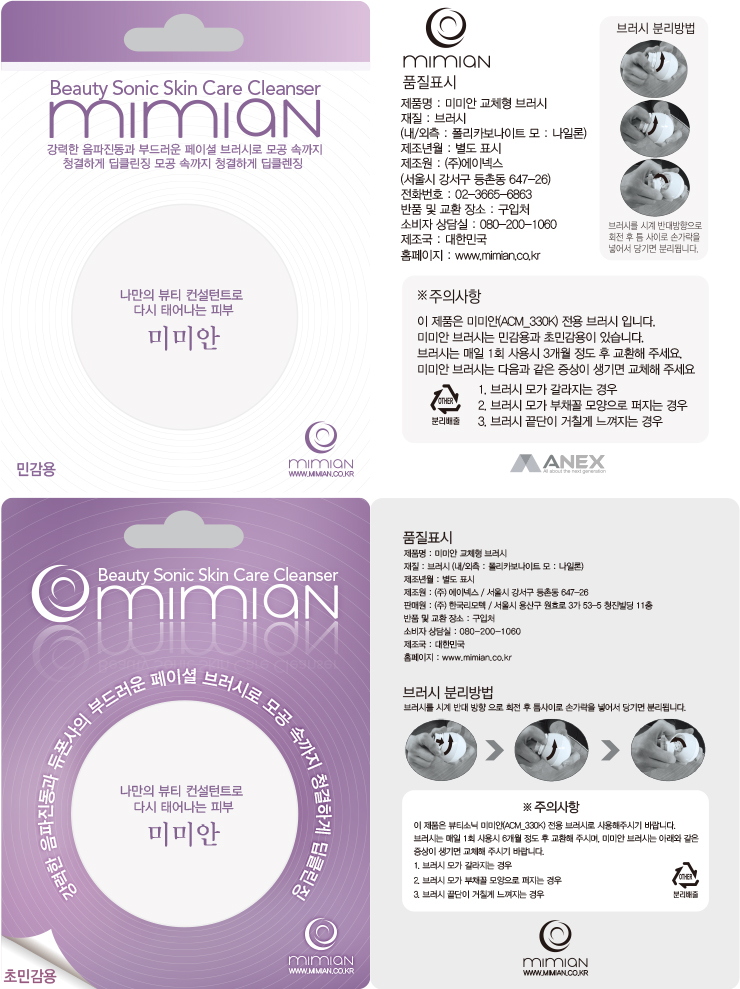 Beauty Sonic Skin Care Cleanser
mimiaN
강력한 음파진동과 부드러운 페이셜 브러시로 모공 속까지
청결하게 딥클린징 모공 속까지 청결하게 딥클렌징
나만의 뷰티 컨설턴트로
다시 태어나는 피부
미미안
mimiaN
WWW.MIMIAN.CO.KR
민감용
mimiaN
품질표시
제품명 : 미미안 교체형 브러시
재질 : 브러시
(내/외측 : 폴리카보나이트 모 : 나일론)
제조년월 : 별도 표시
제조원 : (주)에이넥스
(서울시 강서구 등촌동 647-26)
전화번호 : 02-3665-6863
반품 및 교환 장소 : 구입처
소비자 상담실 : 080-200-1060
제조국 : 대한민국
홈페이지 : www.mimian.co.kr
브러시 분리방법
브러시를 시계 반대방향으로
회전 후 틈 사이로 손가락을
넣어서 당기면 분리됩니다.
※주의사항
이 제품은 미미안(ACM_330K) 전용 브러시 입니다.
미미안 브러시는 민감용과 초민감용이 있습니다.
브러시는 매일 1회 사용시 3개월 정도 후 교환해 주세요.
미미안 브러시는 다음과 같은 증상이 생기면 교체해 주세요
1. 브러시 모가 갈라지는 경우
2. 브러시 모가 부채꼴 모양으로 퍼지는 경우
3. 브러시 끝단이 거칠게 느껴지는 경우
OTHER
분리배출
ANEX
All about the next generation
Beauty Sonic Skin Care Cleanser
mimiaN
강력한 음파진동과 듀폰사의 부드러운 페이셜 브러시로 모공 속까지 청결하게 딥클린징
나만의 뷰티 컨설턴트로
다시 태어나는 피부
미미안
mimiaN
WWW.MIMIAN.CO.KR
초민감용
품질표시
제품명 : 미미안 교체형 브러시
재질 : 브러시 (내/외측 : 폴리카보나이트 모 : 나일론)
제조년월 : 별도 표시
제조원 : (주) 에이넥스 / 서울시 강서구 등촌동 647-26
판매원 : (주) 한국리모텍 / 서울시 용산구 원효로 3가 53-5 청진빌딩 11층
반품 및 교환 장소 : 구입처
소비자 상담실 : 080-200-1060
제조국 : 대한민국
홈페이지 : www.mimian.co.kr
브러시 분리방법
브러시를 시계 반대 방향 으로 회전 후 틈사이로 손가락을 넣어서 당기면 분리됩니다.
※ 주의사항
이 제품은 뷰티소닉 미미안(ACM_330K) 전용 브러시로 사용해주시기 바랍니다.
브러시는 매일 1회 사용시 6개월 정도 후 교환해 주시며, 미미안 브러시는 아래와 같은
증상이 생기면 교체해 주시기 바랍니다.
1. 브러시 모가 갈라지는 경우
2. 브러시 모가 부채꼴 모양으로 퍼지는 경우
3. 브러시 끝단이 거칠게 느껴지는 경우
OTHER
분리배출
mimiaN
WWW.MIMIAN.CO.KR